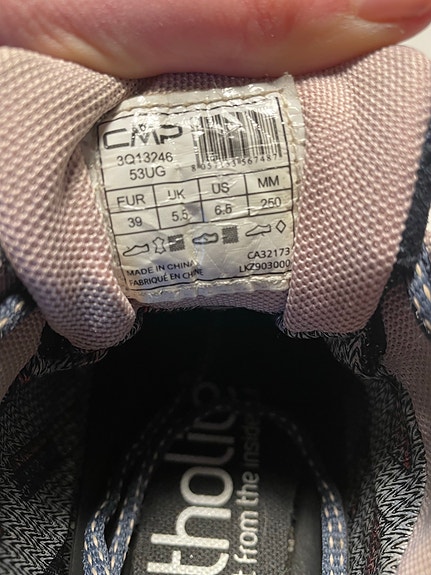 CMP
3Q13246
53UG
EUR UK US MM
39 5.5 6.5 250
MADE IN CHINA
FABRIQUÉ EN CHINE
CA32173
LKZ903000
tholi
from the inside